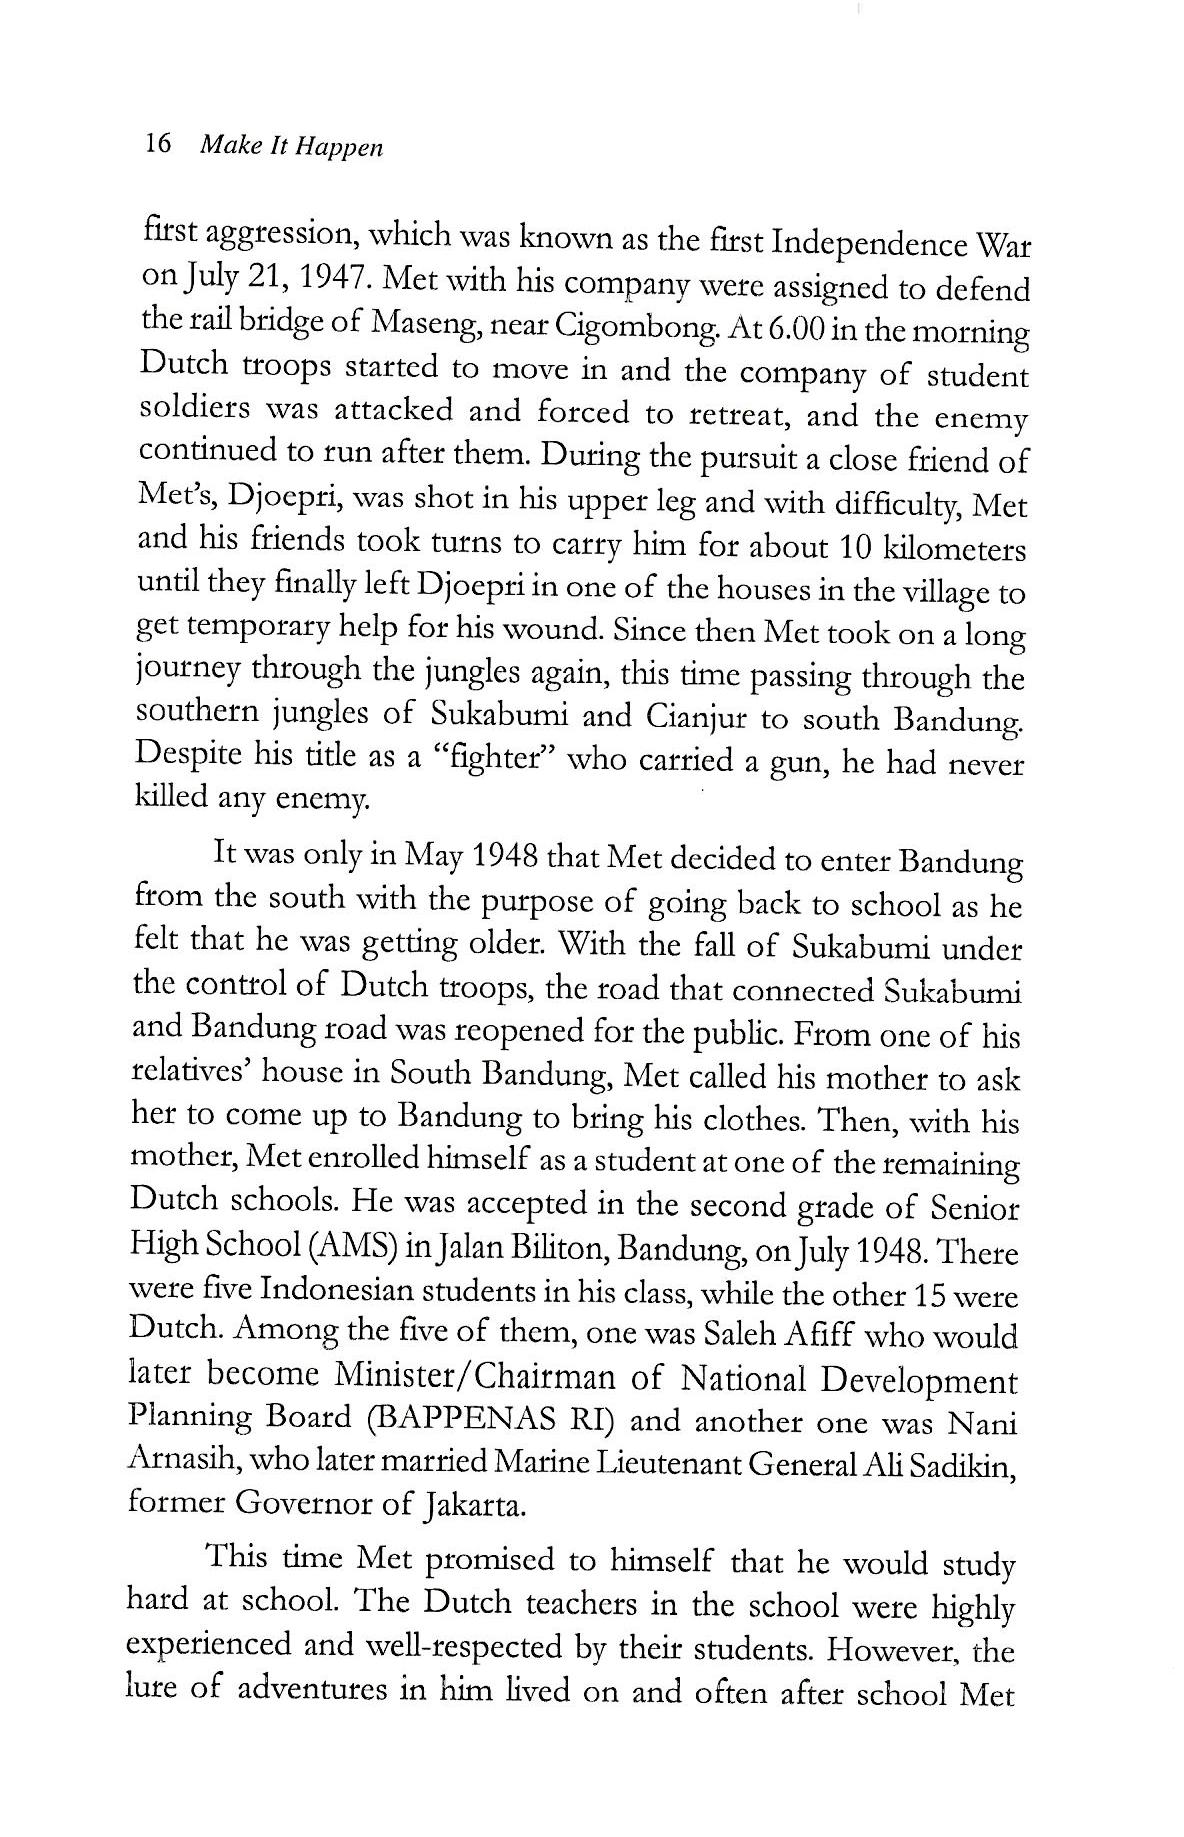 16 Make It Happen
first aggression, which was known as the first Independence War
on July 21, 1947. Met with his company were assigned to defend
the rail bridge of Maseng, near Cigombong. At 6.00 in the morning
Dutch troops started to move in and the company of student
soldiers was attacked and forced to retreat, and the enemy
continued to run after them. During the pursuit a close friend of
Met's, Djoepri, was shot in his upper leg and with difficulty, Met
and his friends took turns to carry him for about 10 kilometers
until they finally left Djoepri in one of the houses in the village to
get temporary help for his wound. Since then Met took on a long
journey through the jungles again, this time passing through the
southern jungles of Sukabumi and Cianjur to south Bandung.
Despite his title as a “fighter” who carried a gun, he had never
killed any enemy.
It was only in May 1948 that Met decided to enter Bandung
from the south with the purpose of going back to school as he
felt that he was getting older. With the fall of Sukabumi under
the control of Dutch troops, the road that connected Sukabumi
and Bandung road was reopened for the public. From one of his
relatives' house in South Bandung, Met called his mother to ask
her to come up to Bandung to bring his clothes. Then, with his
mother, Met enrolled himself as a student at one of the remaining
Dutch schools. He was accepted in the second grade of Senior
High School (AMS) in Jalan Biliton, Bandung, on July 1948. There
were five Indonesian students in his class, while the other 15 were
Dutch. Among the five of them, one was Saleh Afiff who would
later become Minister/Chairman of National Development
Planning Board (BAPPENAS RI) and another one was Nani
Arnasih, who later married Marine Lieutenant General Ali Sadikin,
former Governor of Jakarta.
This time Met promised to himself that he would study
hard at school. The Dutch teachers in the school were highly
experienced and well-respected by their students. However, the
lure of adventures in him lived on and often after school Met